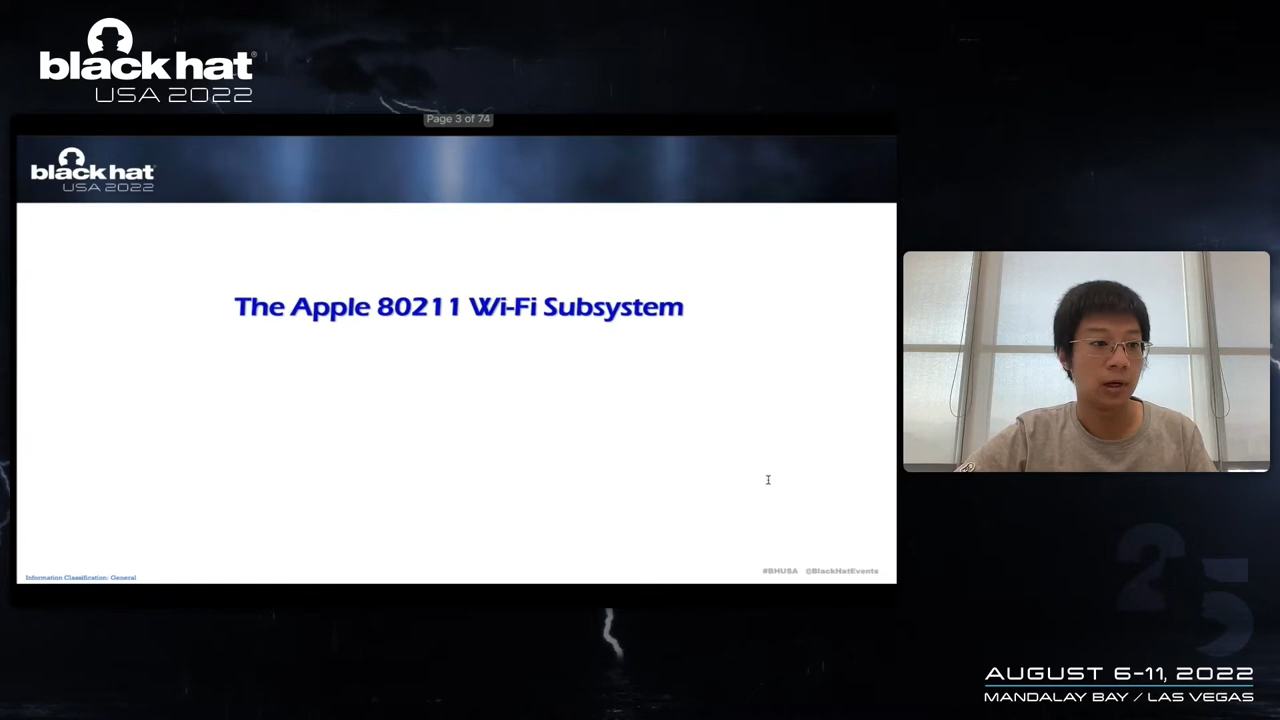 black hat®
USA 2022
Page 3 of 74
black hat®
USA 2022
The Apple 80211 Wi-Fi Subsystem
Information Classification: General
#BHUSA @BlackHatEvents
25
AUGUST 6-11, 2022
MANDALAY BAY / LAS VEGAS